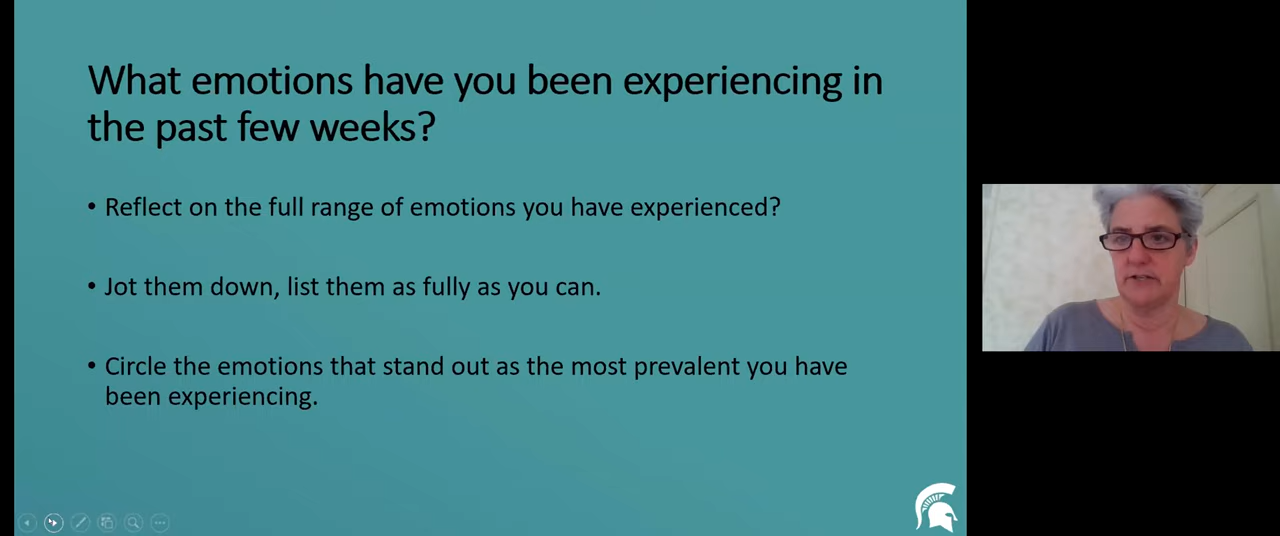 What emotions have you been experiencing in
the past few weeks?
• Reflect on the full range of emotions you have experienced?
• Jot them down, list them as fully as you can.
• Circle the emotions that stand out as the most prevalent you have
been experiencing.